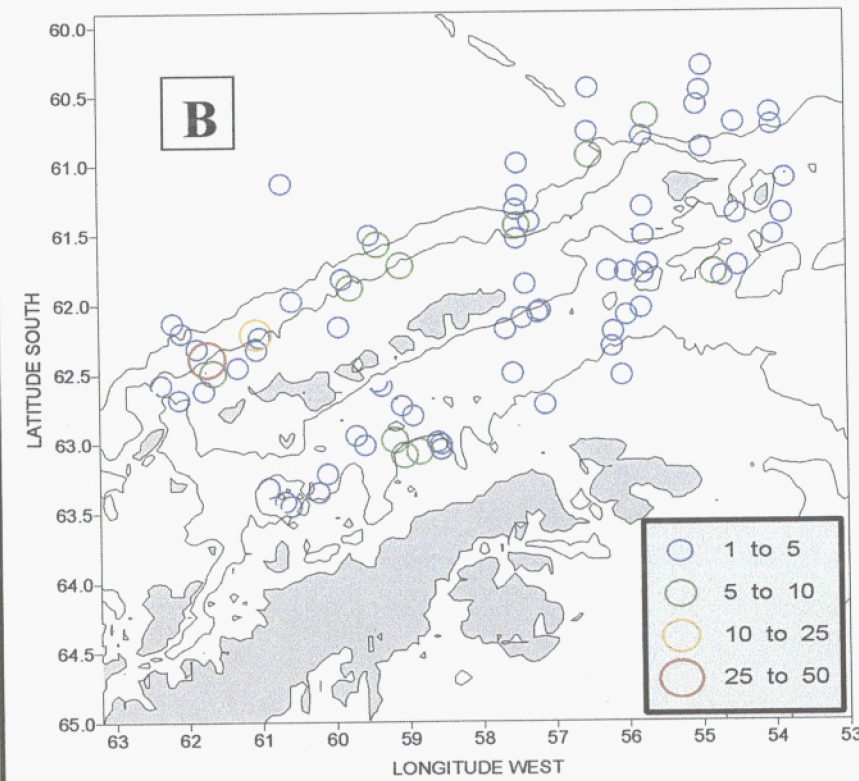 B
60.0
60.5
61.0
61.5
62.0
62.5
63.0
63.5
64.0
64.5
65.0
LATITUDE SOUTH
63 62 61 60 59 58 57 56 55 54 53
LONGITUDE WEST
1 to 5
5 to 10
10 to 25
25 to 50